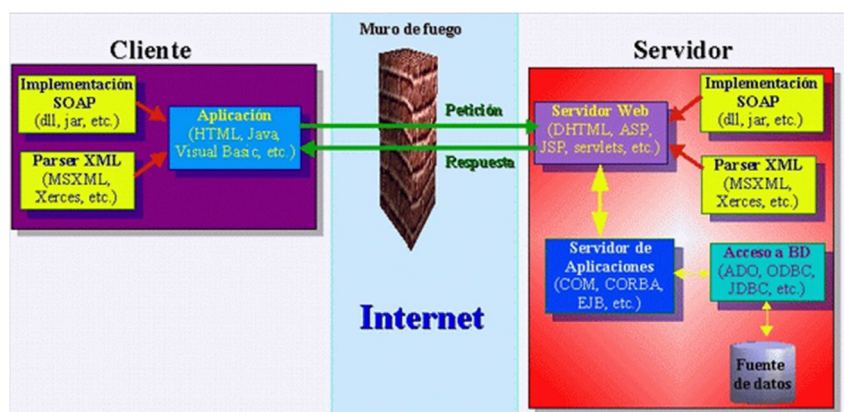 Cliente
Implementación
SOAP
(dll, jar, etc.)
Parser XML
(MSXML,
Xerces, etc.)
Aplicación
(HTML, Java,
Visual Basic, etc.)
Muro de fuego
Petición
Respuesta
Internet
Servidor
Servidor Web
(DHTML, ASP,
JSP, servlets, etc.)
Implementación
SOAP
(dll, jar, etc.)
Parser XML
(MSXML,
Xerces, etc.)
Servidor de
Aplicaciones
(COM, CORBA,
EJB, etc.)
Acceso a BD
(ADO, ODBC,
JDBC, etc.)
Fuente
de datos